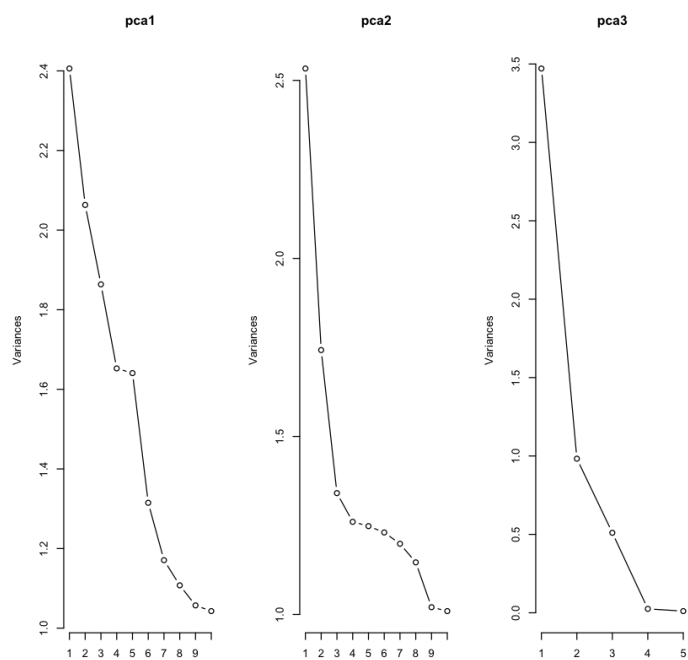 pca1
Variances
1.0 1.2 1.4 1.6 1.8 2.0 2.2 2.4
1 2 3 4 5 6 7 8 9
pca2
Variances
1.0 1.5 2.0 2.5
1 2 3 4 5 6 7 8 9
pca3
Variances
0.0 0.5 1.0 1.5 2.0 2.5 3.0 3.5
1 2 3 4 5